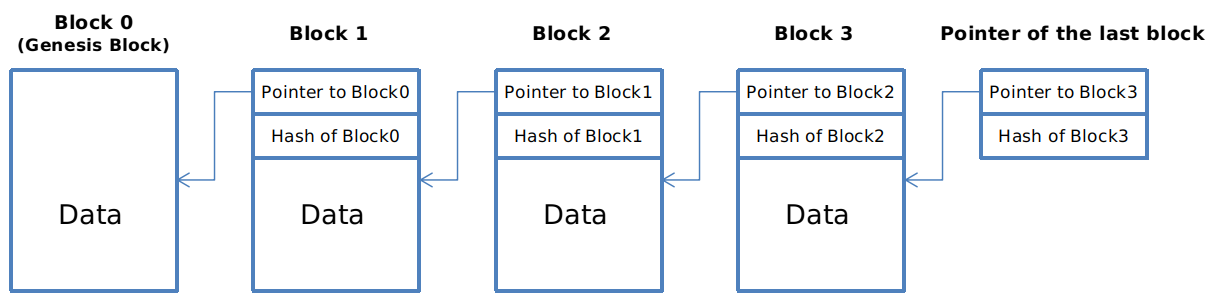 Block 0
(Genesis Block)
Block 1
Block 2
Block 3
Pointer of the last block
Data
Pointer to Block0
Hash of Block0
Data
Pointer to Block1
Hash of Block1
Data
Pointer to Block2
Hash of Block2
Data
Pointer to Block3
Hash of Block3